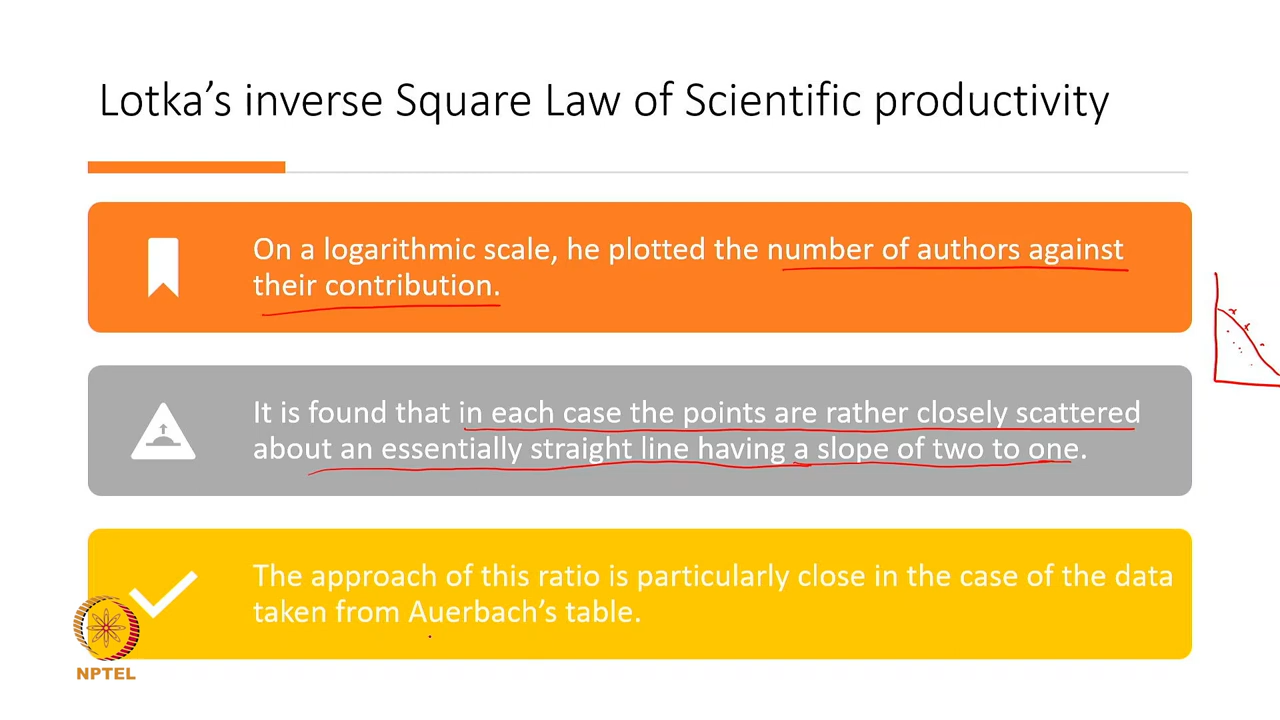 Lotka’s inverse Square Law of Scientific productivity
On a logarithmic scale, he plotted the number of authors against
their contribution.
It is found that in each case the points are rather closely scattered
about an essentially straight line having a slope of two to one.
The approach of this ratio is particularly close in the case of the data
taken from Auerbach’s table.
NPTEL